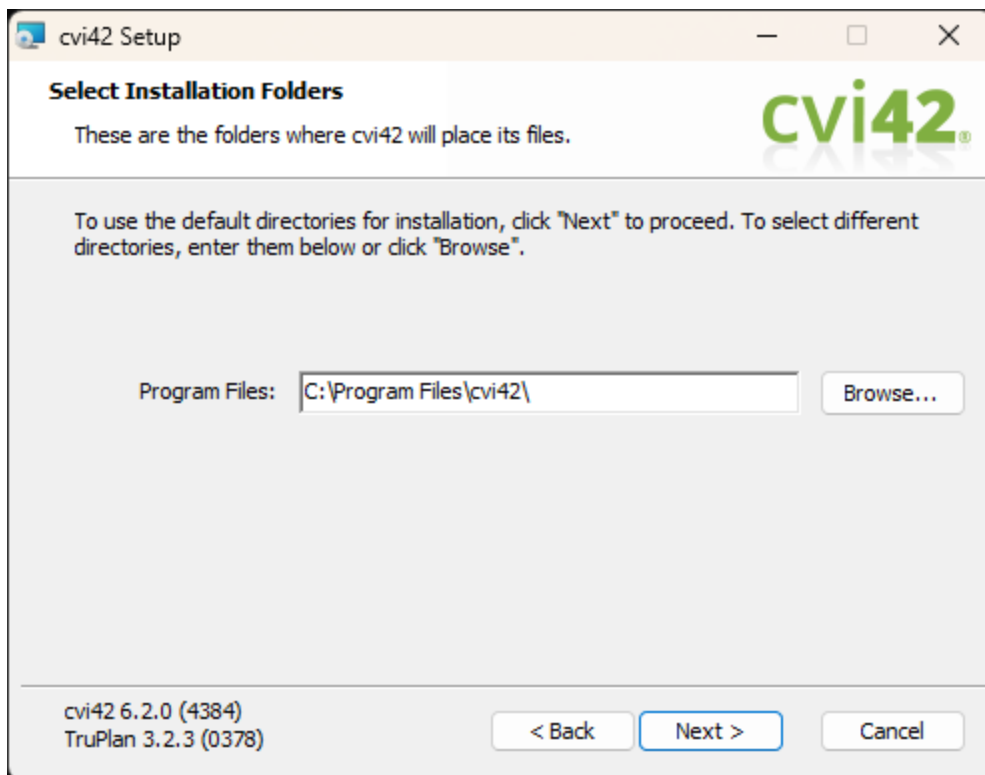 cvi42 Setup
Select Installation Folders
These are the folders where cvi42 will place its files.
cvi42®
To use the default directories for installation, click "Next" to proceed. To select different
directories, enter them below or click "Browse".
Program Files: C:\Program Files\cvi42\ Browse...
cvi42 6.2.0 (4384)
TruPlan 3.2.3 (0378)
< Back Next > Cancel